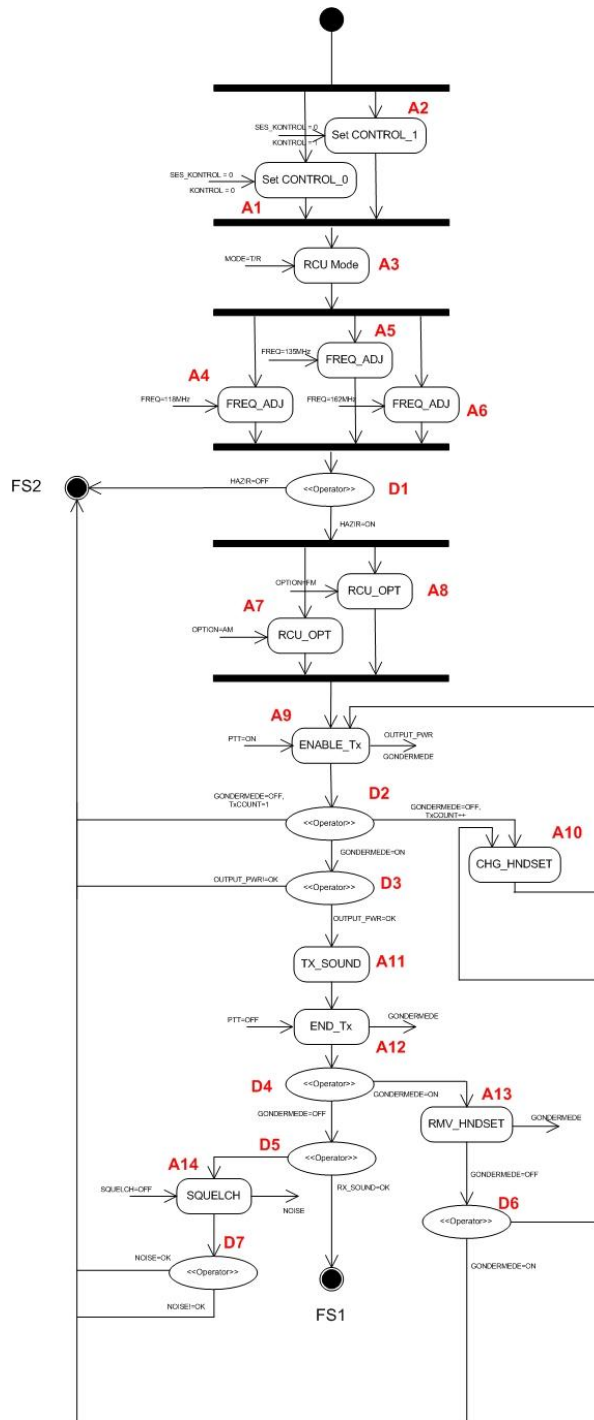 A2
SES_KONTROL = 0
Set CONTROL_1
KONTROL = 1
SES_KONTROL = 0
Set CONTROL_0
KONTROL = 0
A1
MODE=T/R
RCU Mode
A3
A5
FREQ=135MHz
FREQ_ADJ
A4
FREQ=118MHz
FREQ_ADJ
FREQ=162MHz
FREQ_ADJ
A6
FS2
HAZIR=OFF
<<Operator>>
D1
HAZIR=ON
OPTION=FM
RCU_OPT
A8
A7
OPTION=AM
RCU_OPT
A9
OUTPUT_PWR
PTT=ON
ENABLE_Tx
GONDERMEDE
GONDERMEDE=OFF,
TxCOUNT=1
D2
GONDERMEDE=OFF,
TxCOUNT++
<<Operator>>
A10
CHG_HNDSET
GONDERMEDE=ON
OUTPUT_PWR!=OK
<<Operator>>
D3
OUTPUT_PWR=OK
TX_SOUND
A11
PTT=OFF
END_Tx
GONDERMEDE
A12
D4
<<Operator>>
GONDERMEDE=ON
A13
GONDERMEDE=OFF
RMV_HNDSET
GONDERMEDE
D5
<<Operator>>
A14
GONDERMEDE=OFF
SQUELCH=OFF
SQUELCH
NOISE
RX_SOUND=OK
D6
<<Operator>>
D7
NOISE=OK
<<Operator>>
GONDERMEDE=ON
NOISE!=OK
FS1